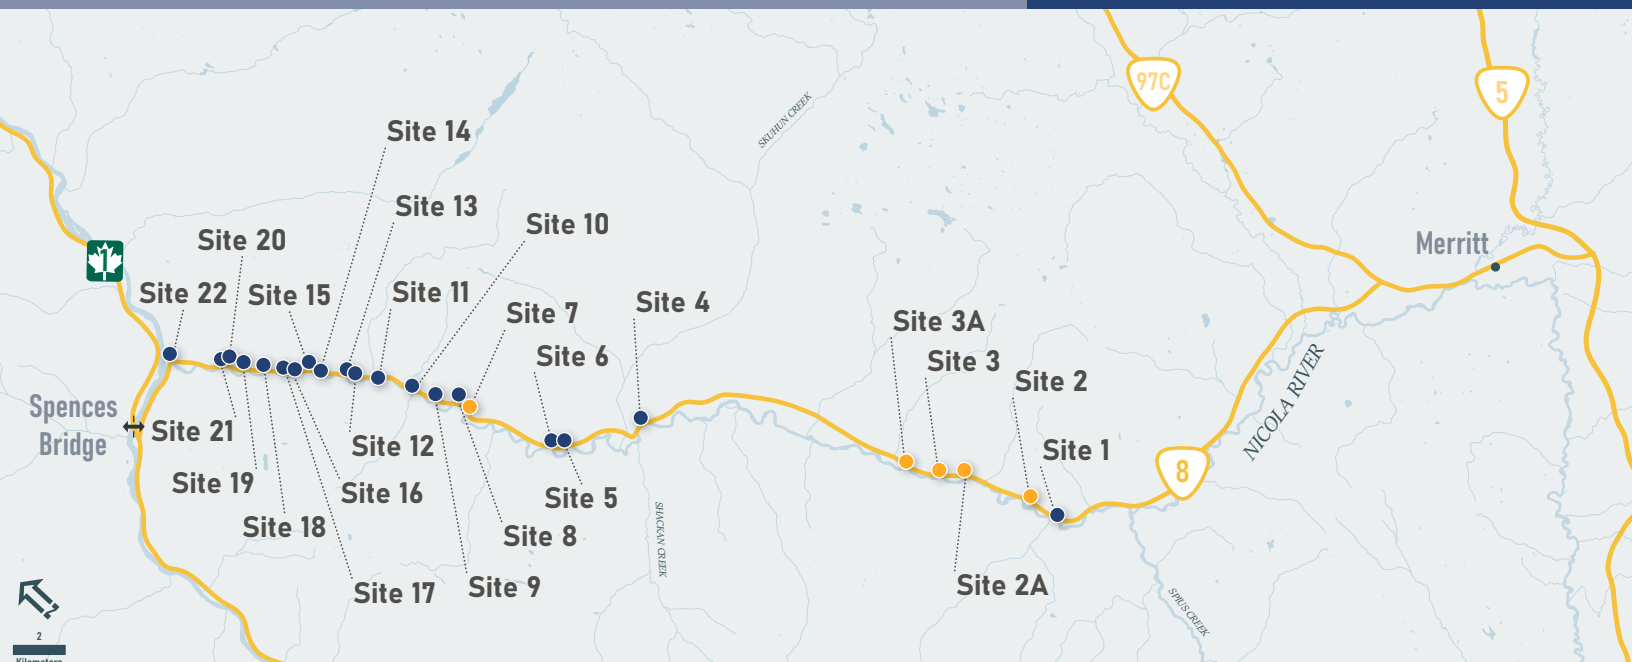 97C
5
SKUHUN CREEK
Site 14
Site 13
Site 10
Site 20
1
Merritt
Site 22
Site 15
Site 11
Site 4
Site 7
Site 3A
Site 6
Site 3
Site 2
NICOLA RIVER
Spences
Bridge
Site 21
Site 12
Site 1
8
Site 19
Site 16
Site 5
Site 18
Site 8
SHACKAN CREEK
Site 17
Site 9
Site 2A
SPIUS CREEK
N
2
Kilometers